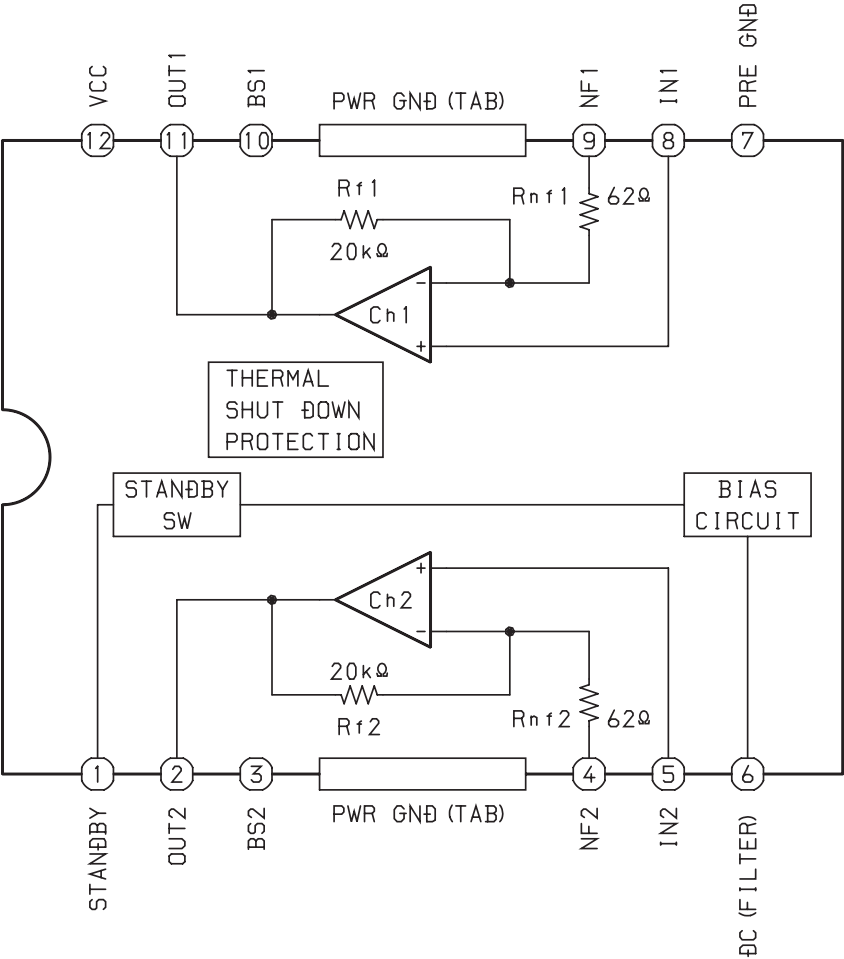 VCC
OUT1
BS1
PWR GND (TAB)
NF1
IN1
PRE GND
12
11
10
9
8
7
Rf1
20kΩ
Rnf1
62Ω
-
Ch1
+
THERMAL
SHUT DOWN
PROTECTION
STANDBY
SW
BIAS
CIRCUIT
+
Ch2
-
20kΩ
Rf2
Rnf2
62Ω
1
2
3
4
5
6
STANDBY
OUT2
BS2
PWR GND (TAB)
NF2
IN2
DC (FILTER)